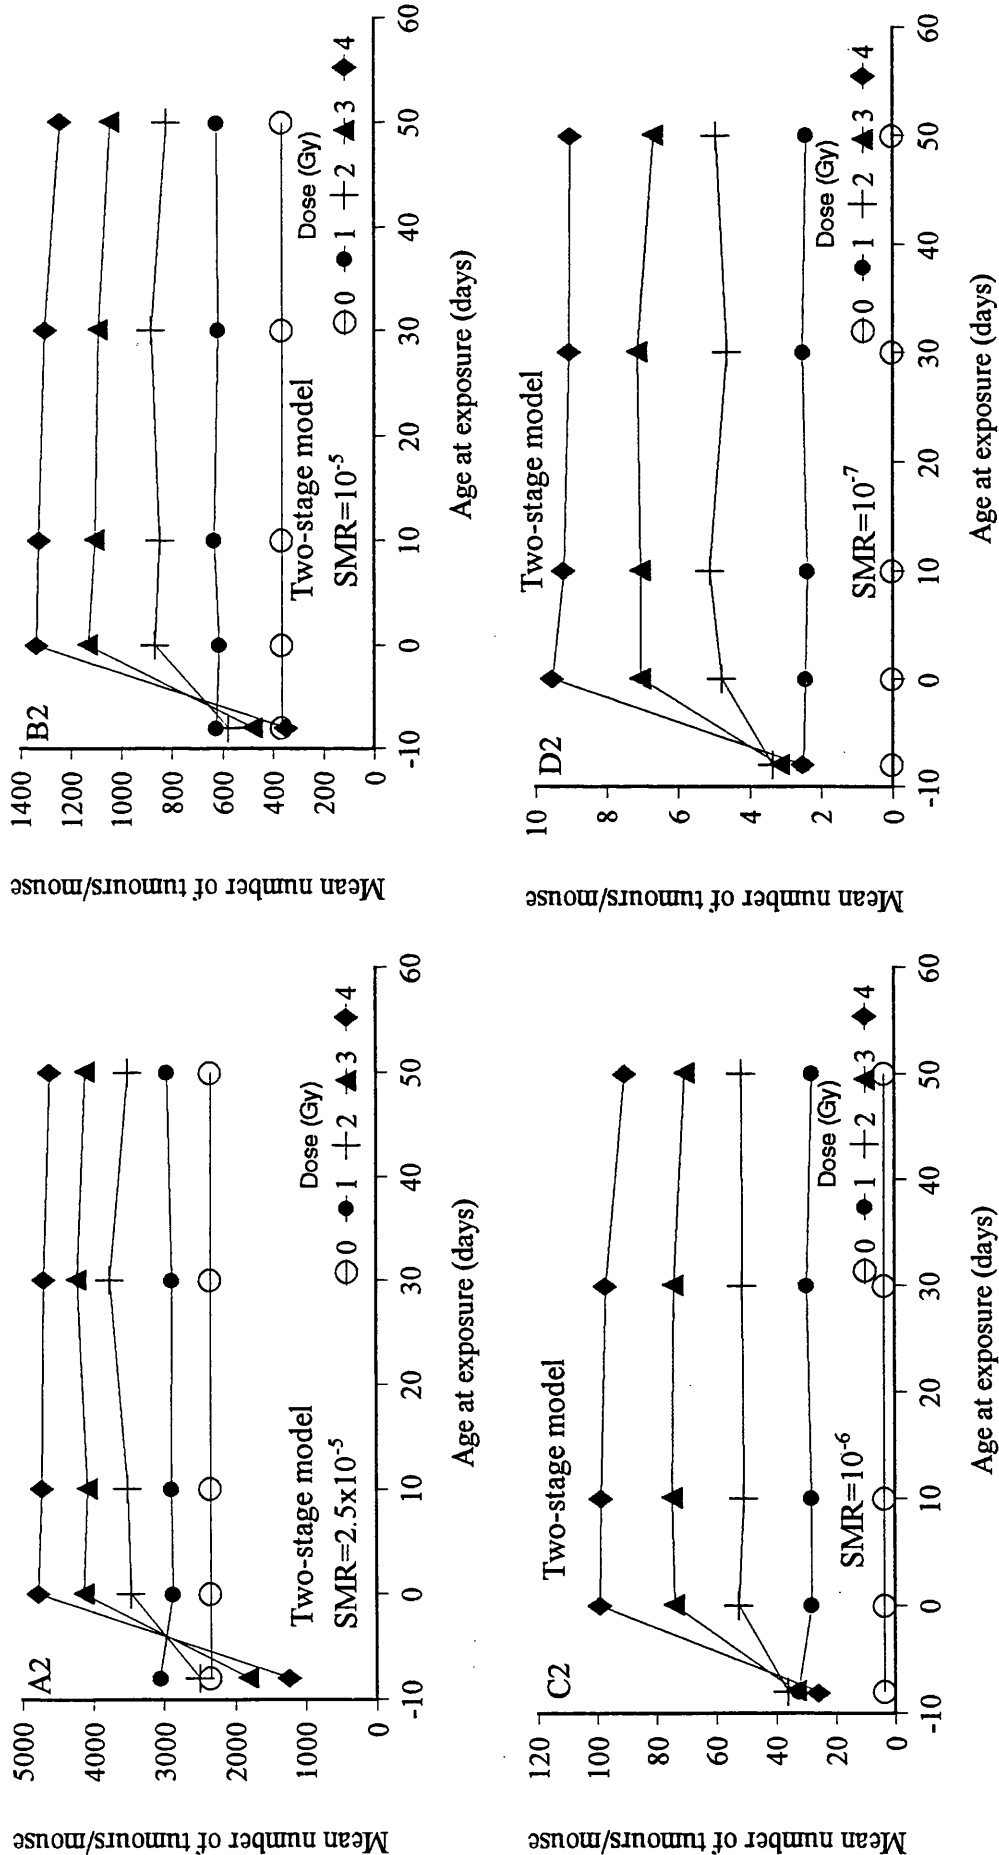 A2
Mean number of tumours/mouse
5000
4000
3000
2000
1000
0
Two-stage model
SMR=2.5x10⁻⁵
Dose (Gy)
0 1 2 3 4
-10 0 10 20 30 40 50 60
Age at exposure (days)
B2
Mean number of tumours/mouse
1400
1200
1000
800
600
400
200
0
Two-stage model
SMR=10⁻⁵
Dose (Gy)
0 1 2 3 4
-10 0 10 20 30 40 50 60
Age at exposure (days)
C2
Mean number of tumours/mouse
120
100
80
60
40
20
0
Two-stage model
SMR=10⁻⁶
Dose (Gy)
0 1 2 3 4
-10 0 10 20 30 40 50 60
Age at exposure (days)
D2
Mean number of tumours/mouse
10
8
6
4
2
0
Two-stage model
SMR=10⁻⁷
Dose (Gy)
0 1 2 3 4
-10 0 10 20 30 40 50 60
Age at exposure (days)